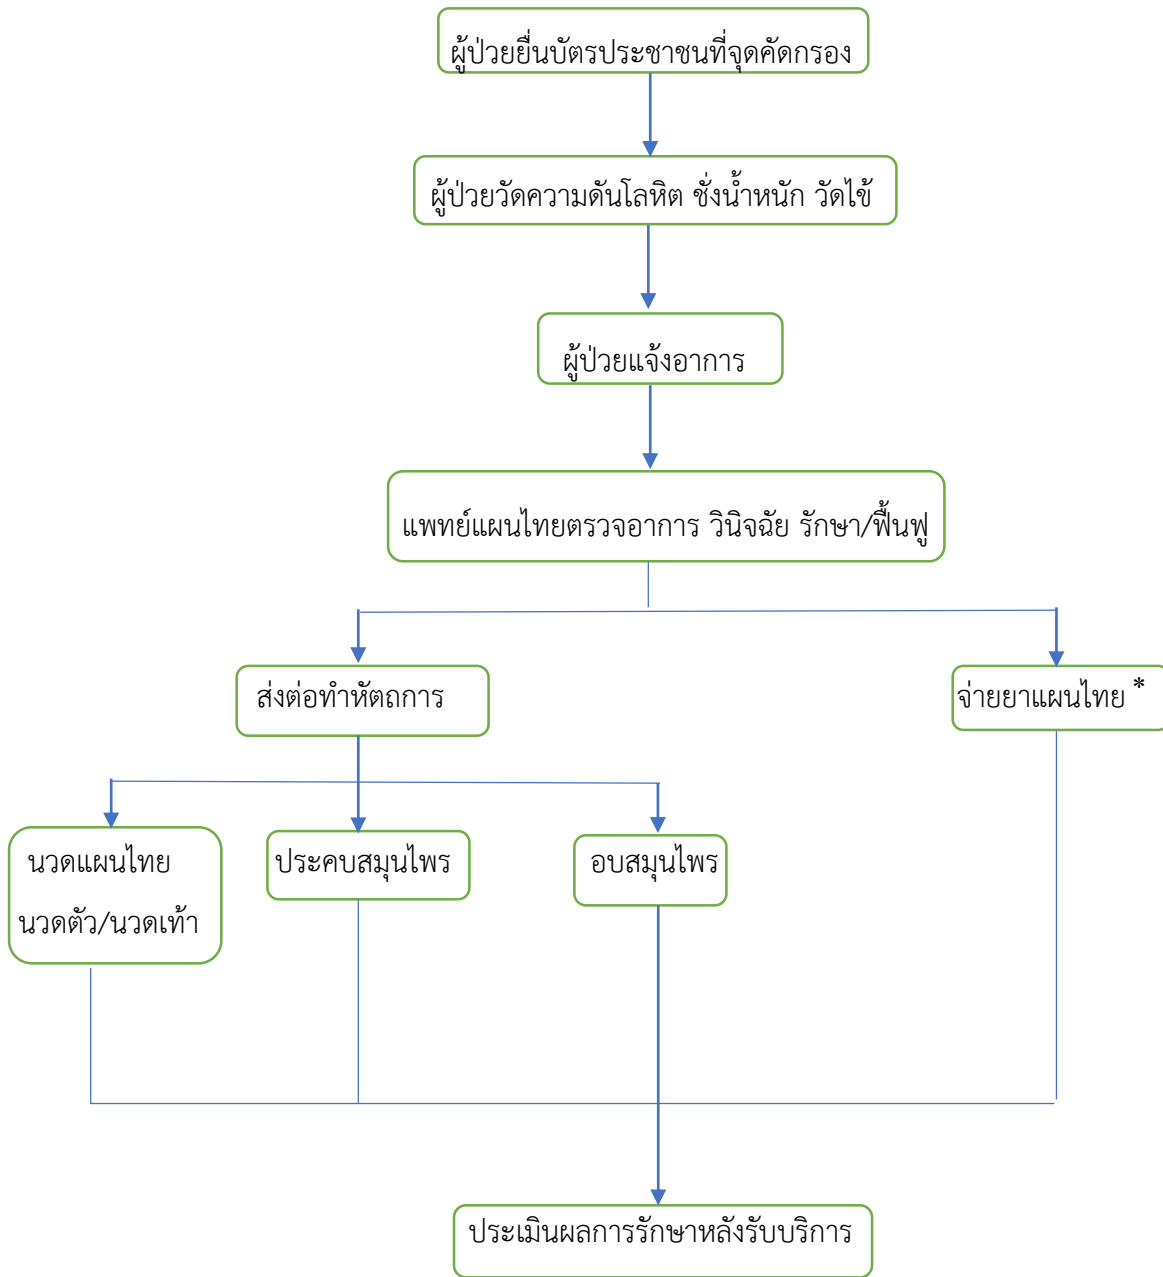 ผู้ป่วยยื่นบัตรประชาชนที่จุดคัดกรอง
ผู้ป่วยวัดความดันโลหิต ชั่งน้ำหนัก วัดไข้
ผู้ป่วยแจ้งอาการ
แพทย์แผนไทยตรวจอาการ วินิจฉัย รักษา/ฟื้นฟู
ส่งต่อทำหัตถการ
จ่ายยาแผนไทย *
นวดแผนไทย
นวดตัว/นวดเท้า
ประคบสมุนไพร
อบสมุนไพร
ประเมินผลการรักษาหลังรับบริการ